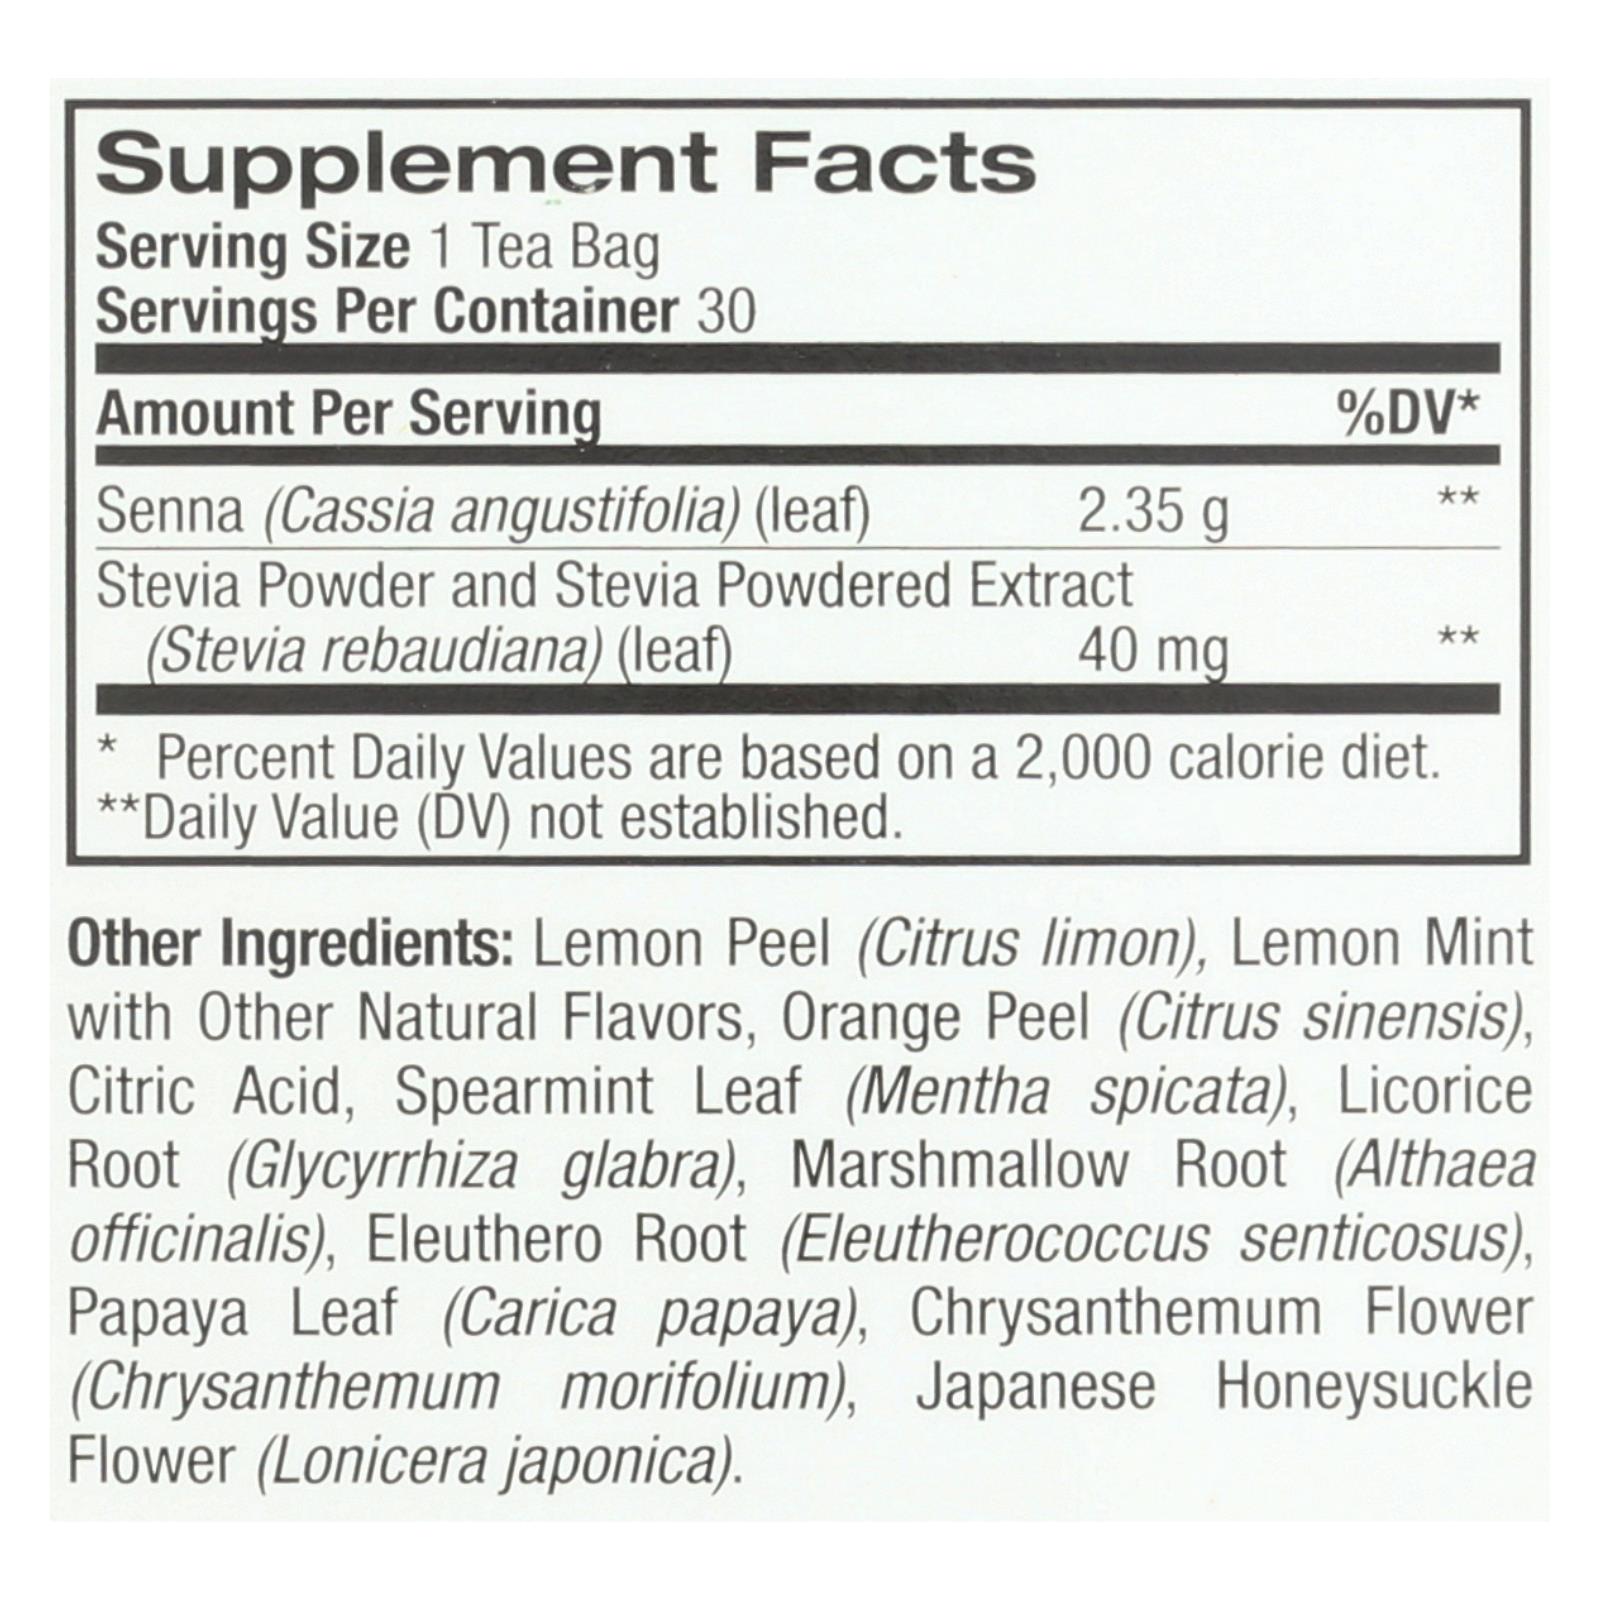 Supplement Facts
Serving Size 1 Tea Bag
Servings Per Container 30
Amount Per Serving %DV*
Senna (Cassia angustifolia) (leaf) 2.35 g **
Stevia Powder and Stevia Powdered Extract
(Stevia rebaudiana) (leaf) 40 mg **
* Percent Daily Values are based on a 2,000 calorie diet.
**Daily Value (DV) not established.
Other Ingredients: Lemon Peel (Citrus limon), Lemon Mint
with Other Natural Flavors, Orange Peel (Citrus sinensis),
Citric Acid, Spearmint Leaf (Mentha spicata), Licorice
Root (Glycyrrhiza glabra), Marshmallow Root (Althaea
officinalis), Eleuthero Root (Eleutherococcus senticosus),
Papaya Leaf (Carica papaya), Chrysanthemum Flower
(Chrysanthemum morifolium), Japanese Honeysuckle
Flower (Lonicera japonica).